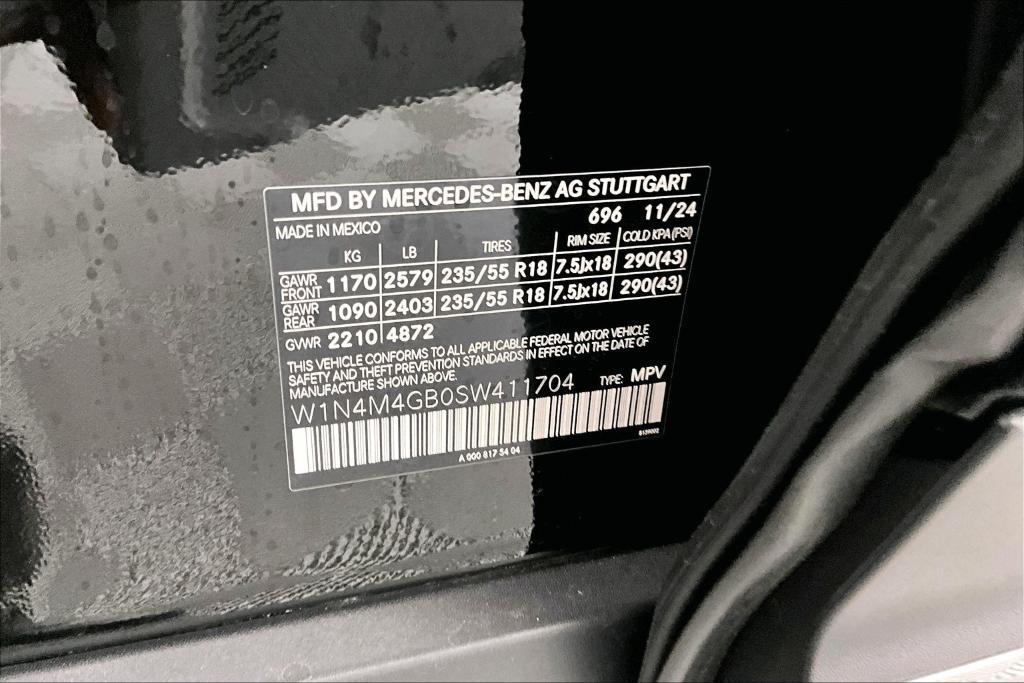 MFD BY MERCEDES-BENZ AG STUTTGART
696 11/24
MADE IN MEXICO
KG LB TIRES RIM SIZE COLD KPA (PSI)
GAWR FRONT 1170 2579 235/55 R18 7.5Jx18 290(43)
GAWR REAR 1090 2403 235/55 R18 7.5Jx18 290(43)
GVWR 2210 4872
THIS VEHICLE CONFORMS TO ALL APPLICABLE FEDERAL MOTOR VEHICLE
SAFETY AND THEFT PREVENTION STANDARDS IN EFFECT ON THE DATE OF
MANUFACTURE SHOWN ABOVE.
W1N4M4GB0SW411704 TYPE: MPV
A 000 817 54 04